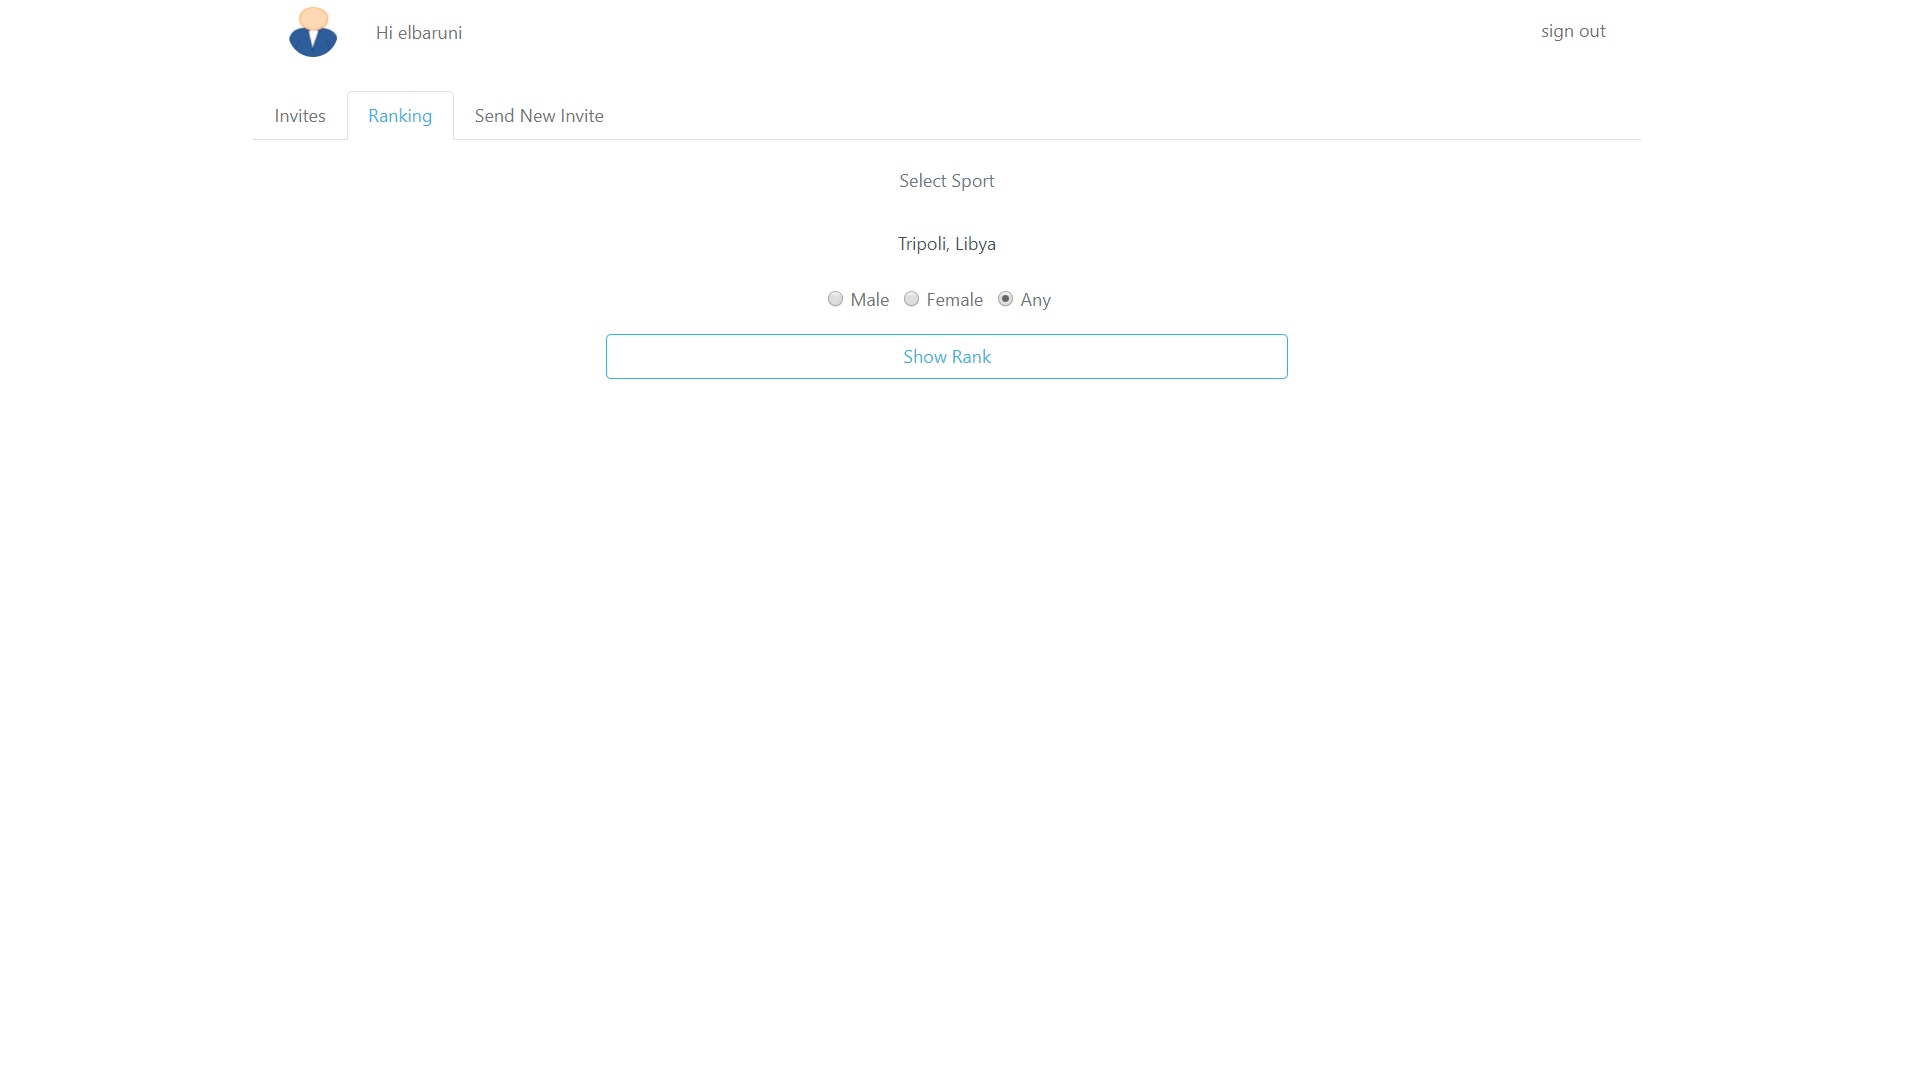 Hi elbaruni
sign out
Invites
Ranking
Send New Invite
Select Sport
Tripoli, Libya
Male
Female
Any
Show Rank